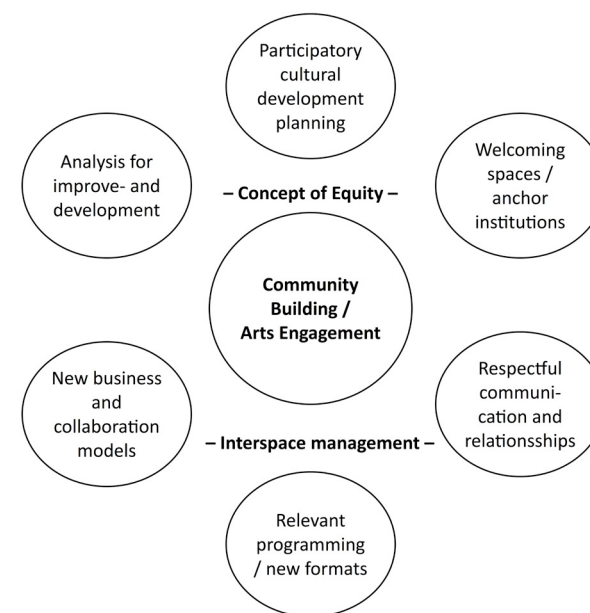 Participatory
cultural
development
planning
Analysis for
improve- and
development
Welcoming
spaces /
anchor
institutions
– Concept of Equity –
Community
Building /
Arts Engagement
New business
and
collaboration
models
Respectful
communi-
cation and
relationsships
– Interspace management –
Relevant
programming
/ new formats